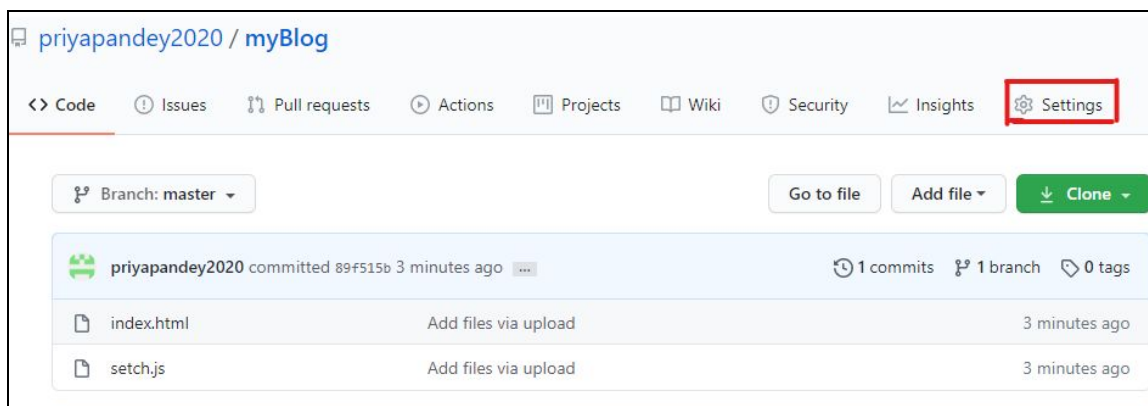 priyapandey2020 / myBlog
Code Issues Pull requests Actions Projects Wiki Security Insights Settings
Branch: master Go to file Add file Clone
priyapandey2020 committed 89f515b 3 minutes ago ... 1 commits 1 branch 0 tags
index.html Add files via upload 3 minutes ago
setch.js Add files via upload 3 minutes ago